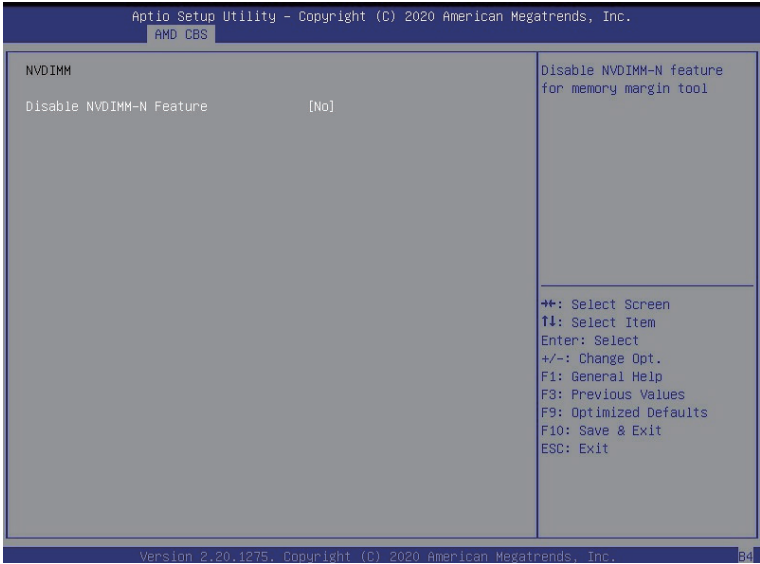 Aptio Setup Utility – Copyright (C) 2020 American Megatrends, Inc.
AMD CBS
NVDIMM
Disable NVDIMM-N Feature [No]
Disable NVDIMM-N feature
for memory margin tool
→←: Select Screen
↑↓: Select Item
Enter: Select
+/-: Change Opt.
F1: General Help
F3: Previous Values
F9: Optimized Defaults
F10: Save & Exit
ESC: Exit
Version 2.20.1275. Copyright (C) 2020 American Megatrends, Inc.
B4